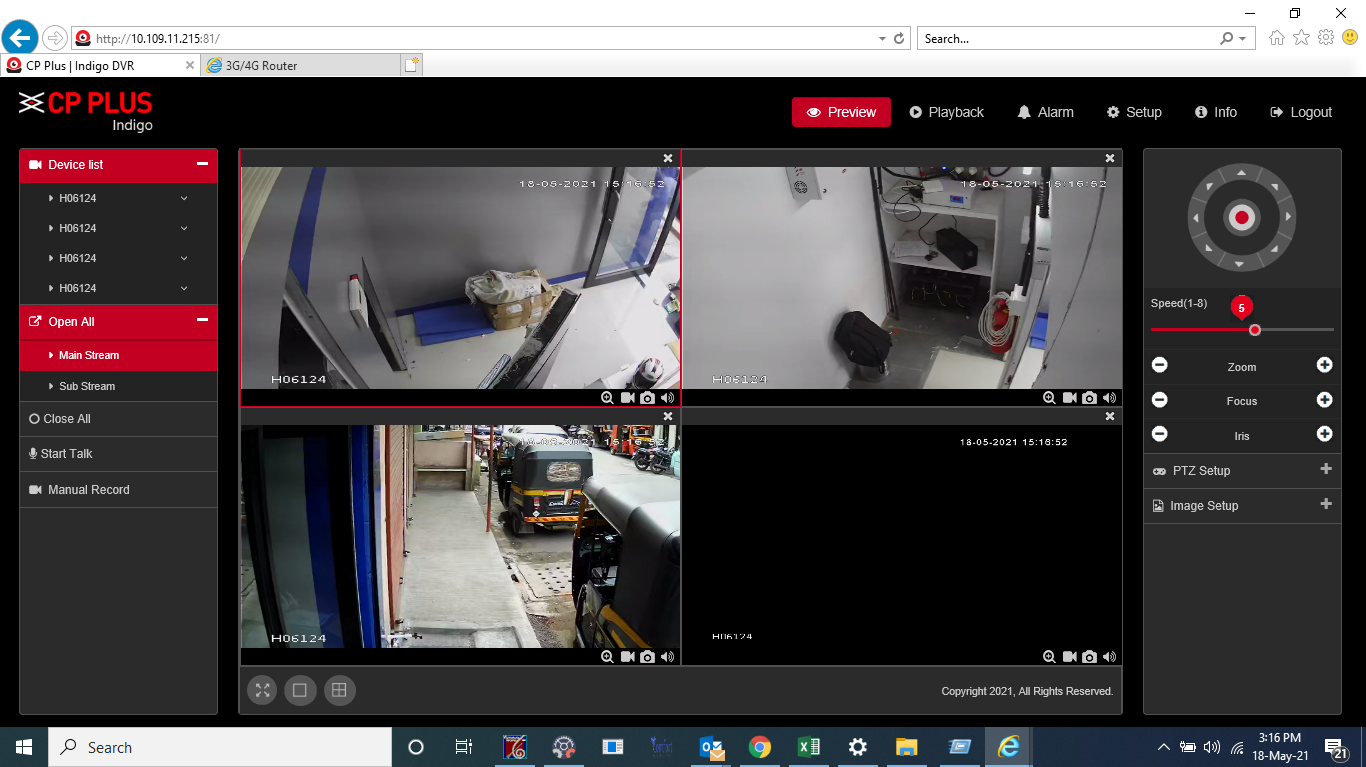 http://10.109.11.215:81/
Search...
CP Plus | Indigo DVR
3G/4G Router
CP PLUS
Indigo
Preview
Playback
Alarm
Setup
Info
Logout
Device list
H06124
H06124
H06124
H06124
Open All
Main Stream
Sub Stream
Close All
Start Talk
Manual Record
18-05-2021 15:16:52
H06124
18-05-2021 15:16:52
H06124
18-05-2021 15:16:52
H06124
18-05-2021 15:16:52
H06124
Copyright 2021, All Rights Reserved.
Speed(1-8)
5
Zoom
Focus
Iris
PTZ Setup
Image Setup
Search
3:16 PM
18-May-21
21